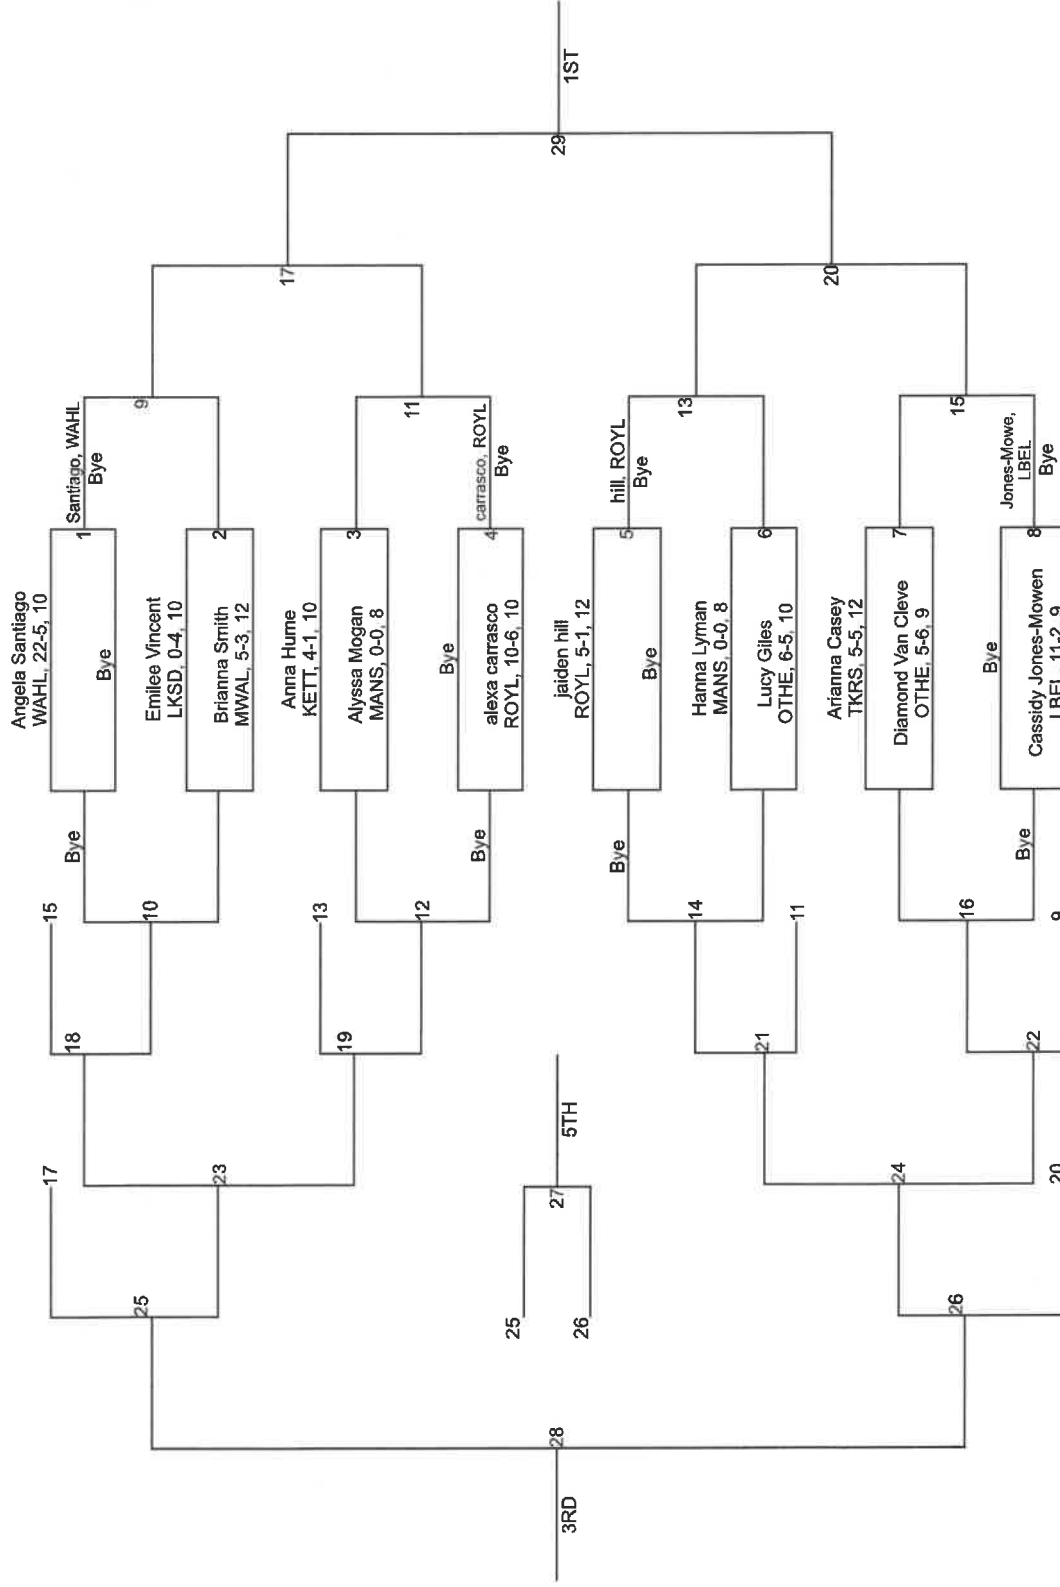 Angela Santiago
WAHL, 22-5, 10
1
Bye
Santiago, WAHL
Bye
9
Emilee Vincent
LKSD, 0-4, 10
2
Brianna Smith
MWAL, 5-3, 12
17
Anna Hume
KETT, 4-1, 10
3
Alyssa Mogan
MANS, 0-0, 8
11
Bye
4
carrasco, ROYL
Bye
alexa carrasco
ROYL, 10-6, 10
29
1ST
jaiden hill
ROYL, 5-1, 12
5
Bye
hill, ROYL
Bye
13
Hanna Lyman
MANS, 0-0, 8
6
Lucy Giles
OTHE, 6-5, 10
20
Arianna Casey
TKRS, 5-5, 12
7
Diamond Van Cleve
OTHE, 5-6, 9
15
Bye
8
Jones-Mowe,
LBEL
Bye
Cassidy Jones-Mowen
LBEL, 11-2, 9
Bye
15
10
18
13
12
Bye
19
17
23
25
Bye
14
11
21
16
Bye
9
22
24
20
26
25
26
27
5TH
28
3RD